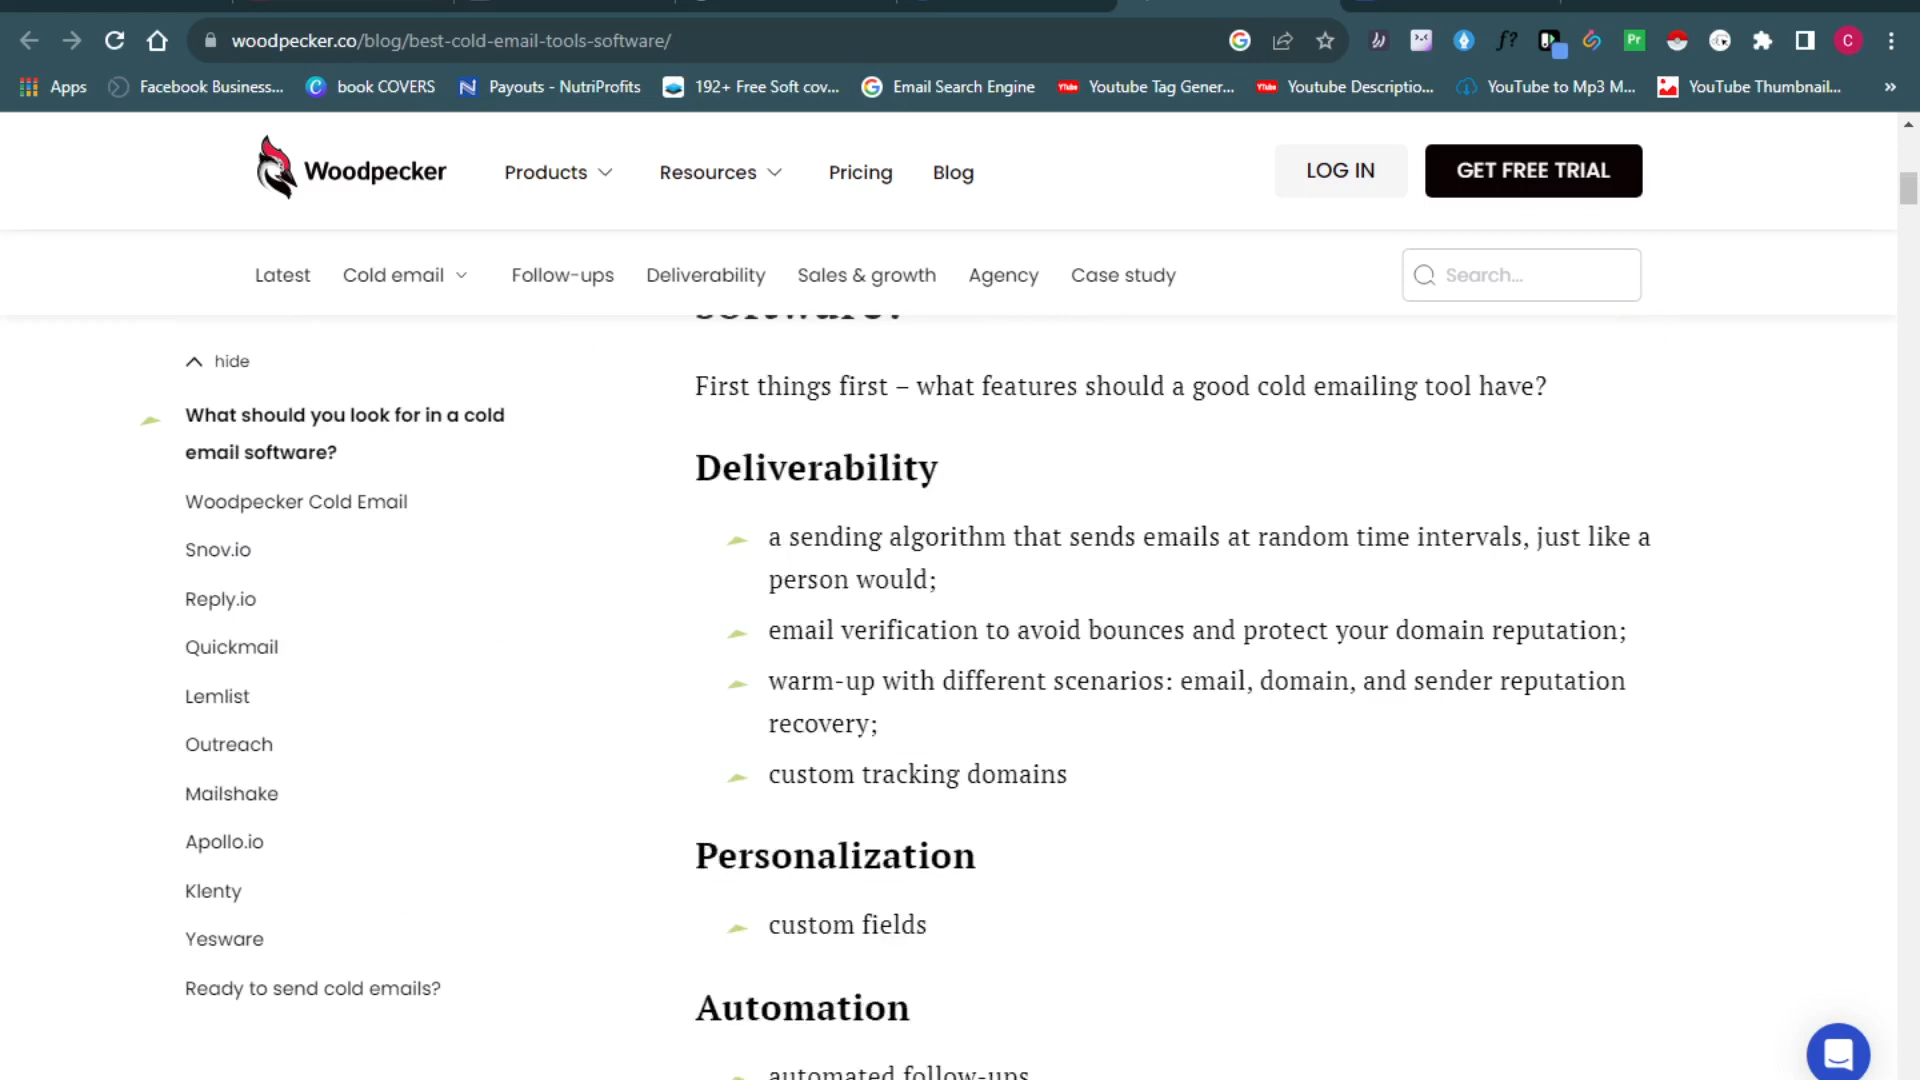 woodpecker.co/blog/best-cold-email-tools-software/
Apps
Facebook Business...
book COVERS
Payouts - NutriProfits
192+ Free Soft cov...
Email Search Engine
Youtube Tag Gener...
Youtube Descriptio...
YouTube to Mp3 M...
YouTube Thumbnail...
Woodpecker
Products
Resources
Pricing
Blog
LOG IN
GET FREE TRIAL
Latest
Cold email
Follow-ups
Deliverability
Sales & growth
Agency
Case study
Search...
hide
What should you look for in a cold
email software?
Woodpecker Cold Email
Snov.io
Reply.io
Quickmail
Lemlist
Outreach
Mailshake
Apollo.io
Klenty
Yesware
Ready to send cold emails?
software?
First things first – what features should a good cold emailing tool have?
Deliverability
a sending algorithm that sends emails at random time intervals, just like a
person would;
email verification to avoid bounces and protect your domain reputation;
warm-up with different scenarios: email, domain, and sender reputation
recovery;
custom tracking domains
Personalization
custom fields
Automation
automated follow-ups